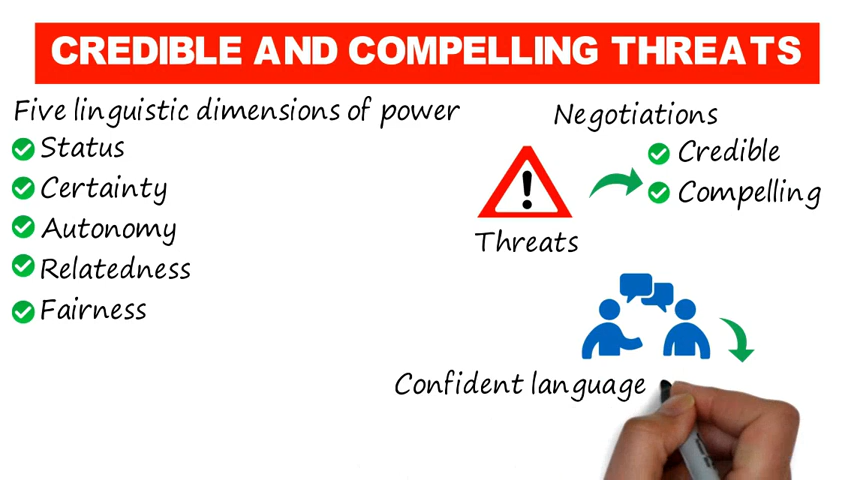 CREDIBLE AND COMPELLING THREATS
Five linguistic dimensions of power
Status
Certainty
Autonomy
Relatedness
Fairness
Negotiations
Credible
Compelling
Threats
Confident language